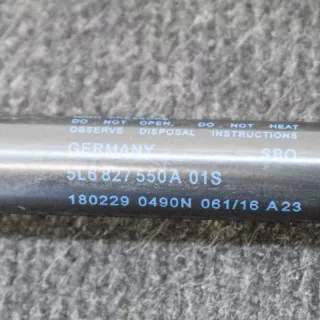 DO NOT OPEN, DO NOT HEAT
OBSERVE DISPOSAL INSTRUCTIONS
GERMANY SBO
5L6 827 550A 01S
180229 0490N 061/16 A23